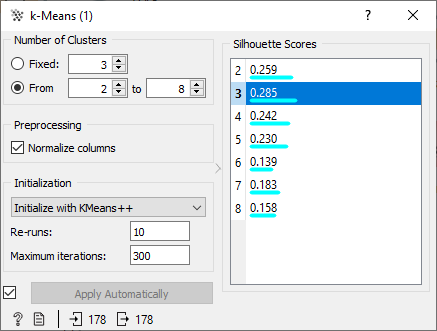 k-Means (1)
?
Number of Clusters
Fixed: 3
From 2 to 8
Preprocessing
Normalize columns
Initialization
Initialize with KMeans++
Re-runs: 10
Maximum iterations: 300
Apply Automatically
? 178 178
Silhouette Scores
2 0.259
3 0.285
4 0.242
5 0.230
6 0.139
7 0.183
8 0.158